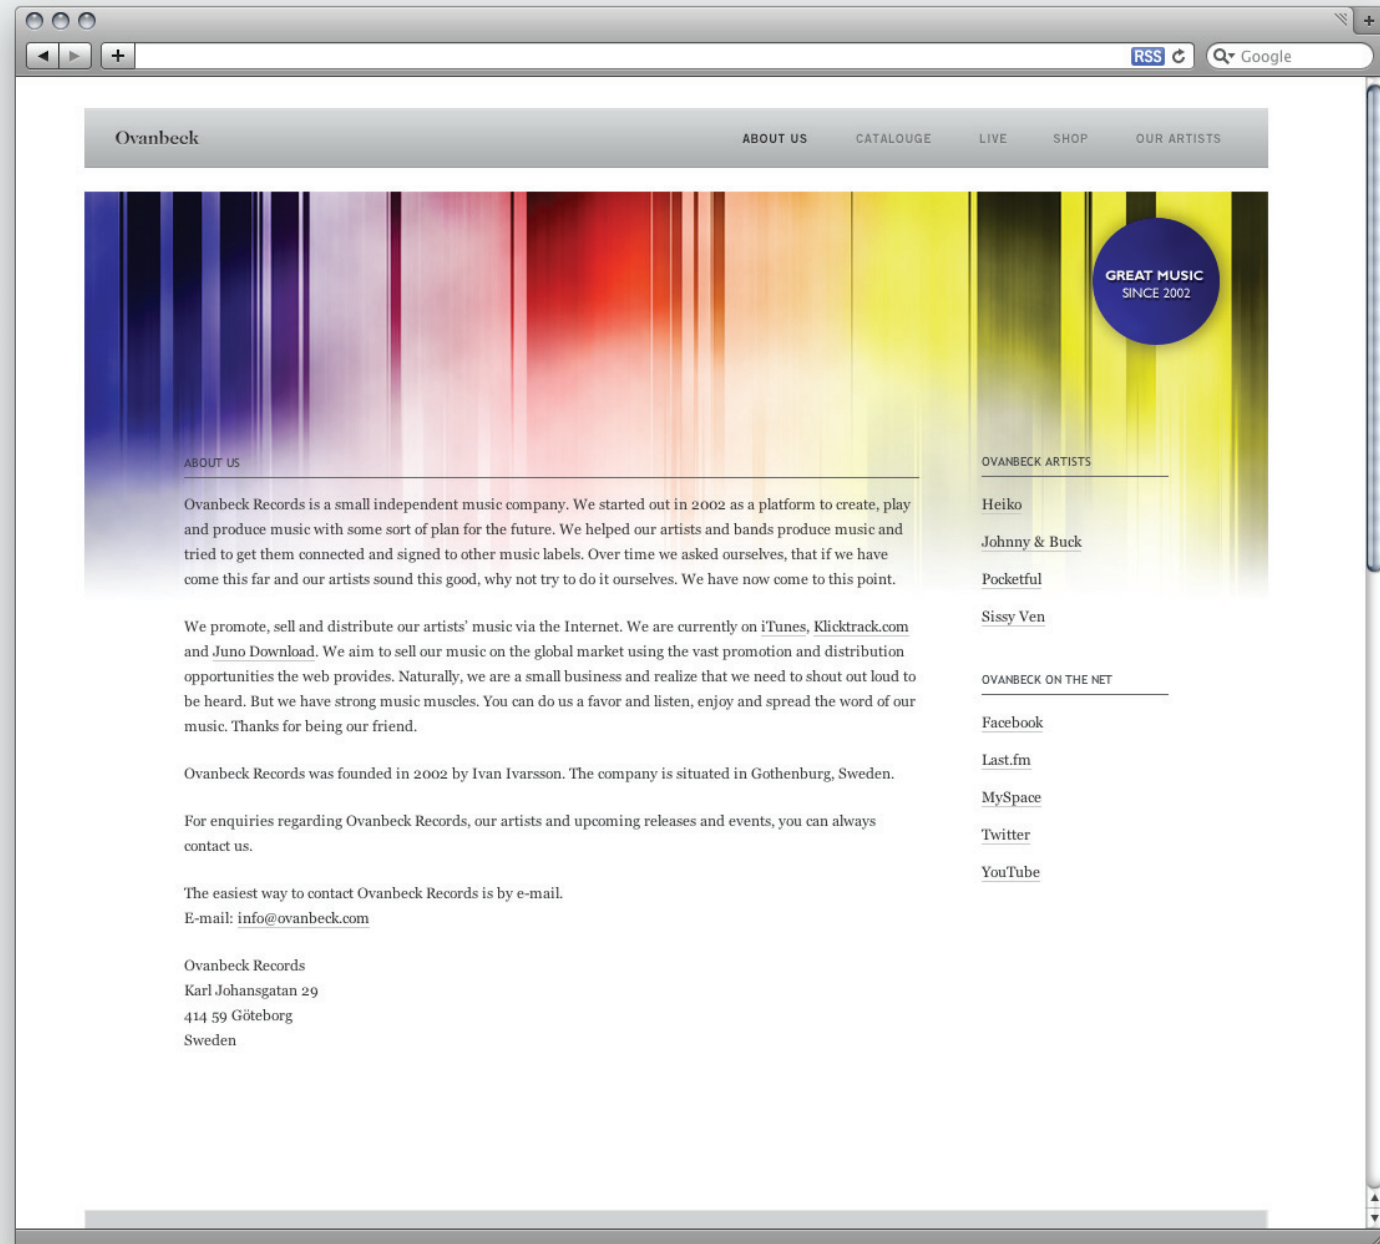 RSS
Google
Ovanbeck
ABOUT US
CATALOUGE
LIVE
SHOP
OUR ARTISTS
GREAT MUSIC
SINCE 2002
ABOUT US
Ovanbeck Records is a small independent music company. We started out in 2002 as a platform to create, play
and produce music with some sort of plan for the future. We helped our artists and bands produce music and
tried to get them connected and signed to other music labels. Over time we asked ourselves, that if we have
come this far and our artists sound this good, why not try to do it ourselves. We have now come to this point.
We promote, sell and distribute our artists' music via the Internet. We are currently on iTunes, Klicktrack.com
and Juno Download. We aim to sell our music on the global market using the vast promotion and distribution
opportunities the web provides. Naturally, we are a small business and realize that we need to shout out loud to
be heard. But we have strong music muscles. You can do us a favor and listen, enjoy and spread the word of our
music. Thanks for being our friend.
Ovanbeck Records was founded in 2002 by Ivan Ivarsson. The company is situated in Gothenburg, Sweden.
For enquiries regarding Ovanbeck Records, our artists and upcoming releases and events, you can always
contact us.
The easiest way to contact Ovanbeck Records is by e-mail.
E-mail: info@ovanbeck.com
Ovanbeck Records
Karl Johansgatan 29
414 59 Göteborg
Sweden
OVANBECK ARTISTS
Heiko
Johnny & Buck
Pocketful
Sissy Ven
OVANBECK ON THE NET
Facebook
Last.fm
MySpace
Twitter
YouTube